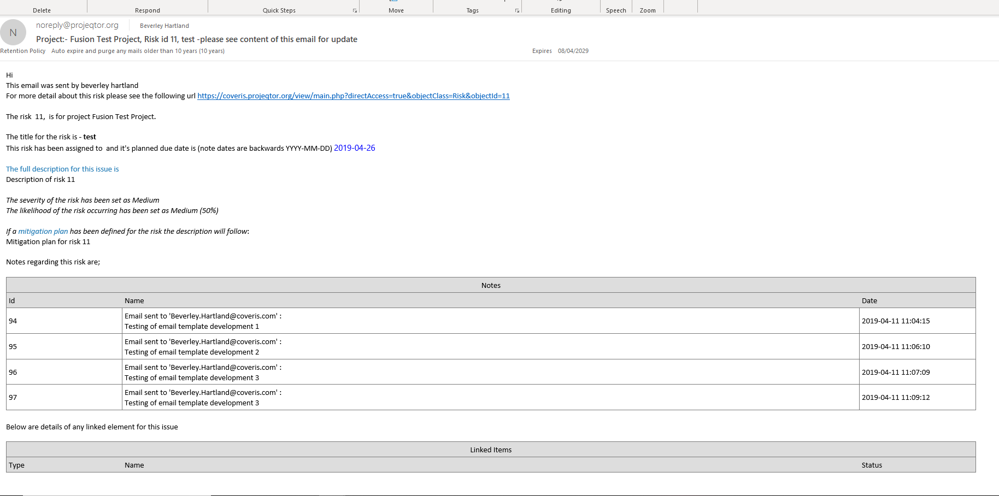 Delete Respond Quick Steps Move Tags Editing Speech Zoom
N
noreply@projeqtor.org Beverley Hartland
Project:- Fusion Test Project, Risk id 11, test -please see content of this email for update
Retention Policy Auto expire and purge any mails older than 10 years (10 years) Expires 08/04/2029
Hi
This email was sent by beverley hartland
For more detail about this risk please see the following url https://coveris.projeqtor.org/view/main.php?directAccess=true&objectClass=Risk&objectId=11
The risk  11,  is for project Fusion Test Project.
The title for the risk is - test
This risk has been assigned to  and it's planned due date is (note dates are backwards YYYY-MM-DD) 2019-04-26
The full description for this issue is
Description of risk 11
The severity of the risk has been set as Medium
The likelihood of the risk occurring has been set as Medium (50%)
If a mitigation plan has been defined for the risk the description will follow:
Mitigation plan for risk 11
Notes regarding this risk are;
Notes
Id Name Date
94 Email sent to 'Beverley.Hartland@coveris.com' :
Testing of email template development 1 2019-04-11 11:04:15
95 Email sent to 'Beverley.Hartland@coveris.com' :
Testing of email template development 2 2019-04-11 11:06:10
96 Email sent to 'Beverley.Hartland@coveris.com' :
Testing of email template development 3 2019-04-11 11:07:09
97 Email sent to 'Beverley.Hartland@coveris.com' :
Testing of email template development 3 2019-04-11 11:09:12
Below are details of any linked element for this issue
Linked Items
Type Name Status